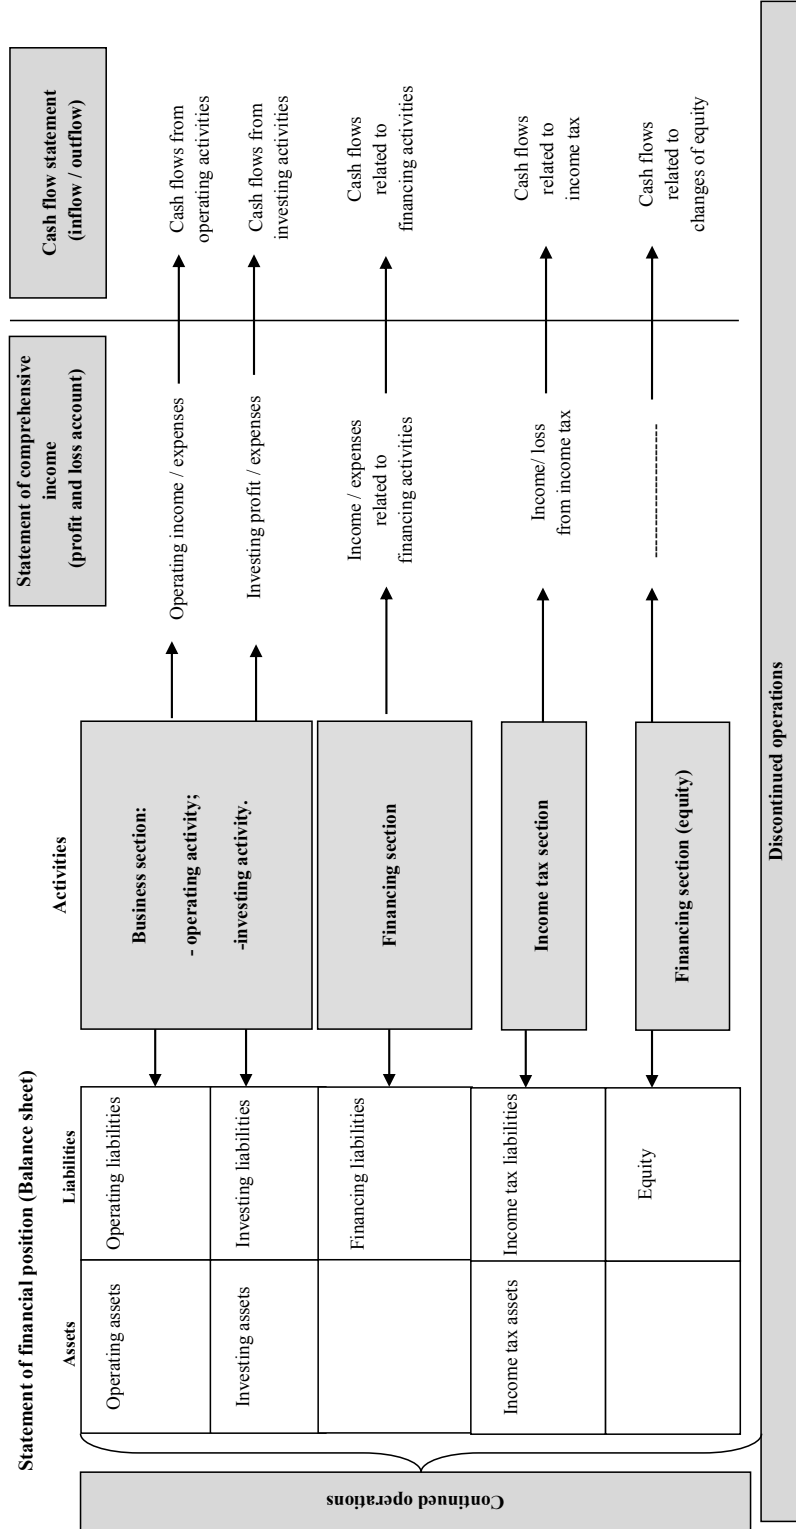 Statement of financial position (Balance sheet)
Assets
Liabilities
Activities
Statement of comprehensive
income
(profit and loss account)
Cash flow statement
(inflow / outflow)
Continued operations
Operating assets
Operating liabilities
Business section:
- operating activity;
-investing activity.
Operating income / expenses
Cash flows from
operating activities
Investing assets
Investing liabilities
Investing profit / expenses
Cash flows from
investing activities
Financing liabilities
Financing section
Income / expenses
related to
financing activities
Cash flows
related to
financing activities
Income tax assets
Income tax liabilities
Income tax section
Income/ loss
from income tax
Cash flows
related to
income tax
Equity
Financing section (equity)
--------------------
Cash flows
related to
changes of equity
Discontinued operations